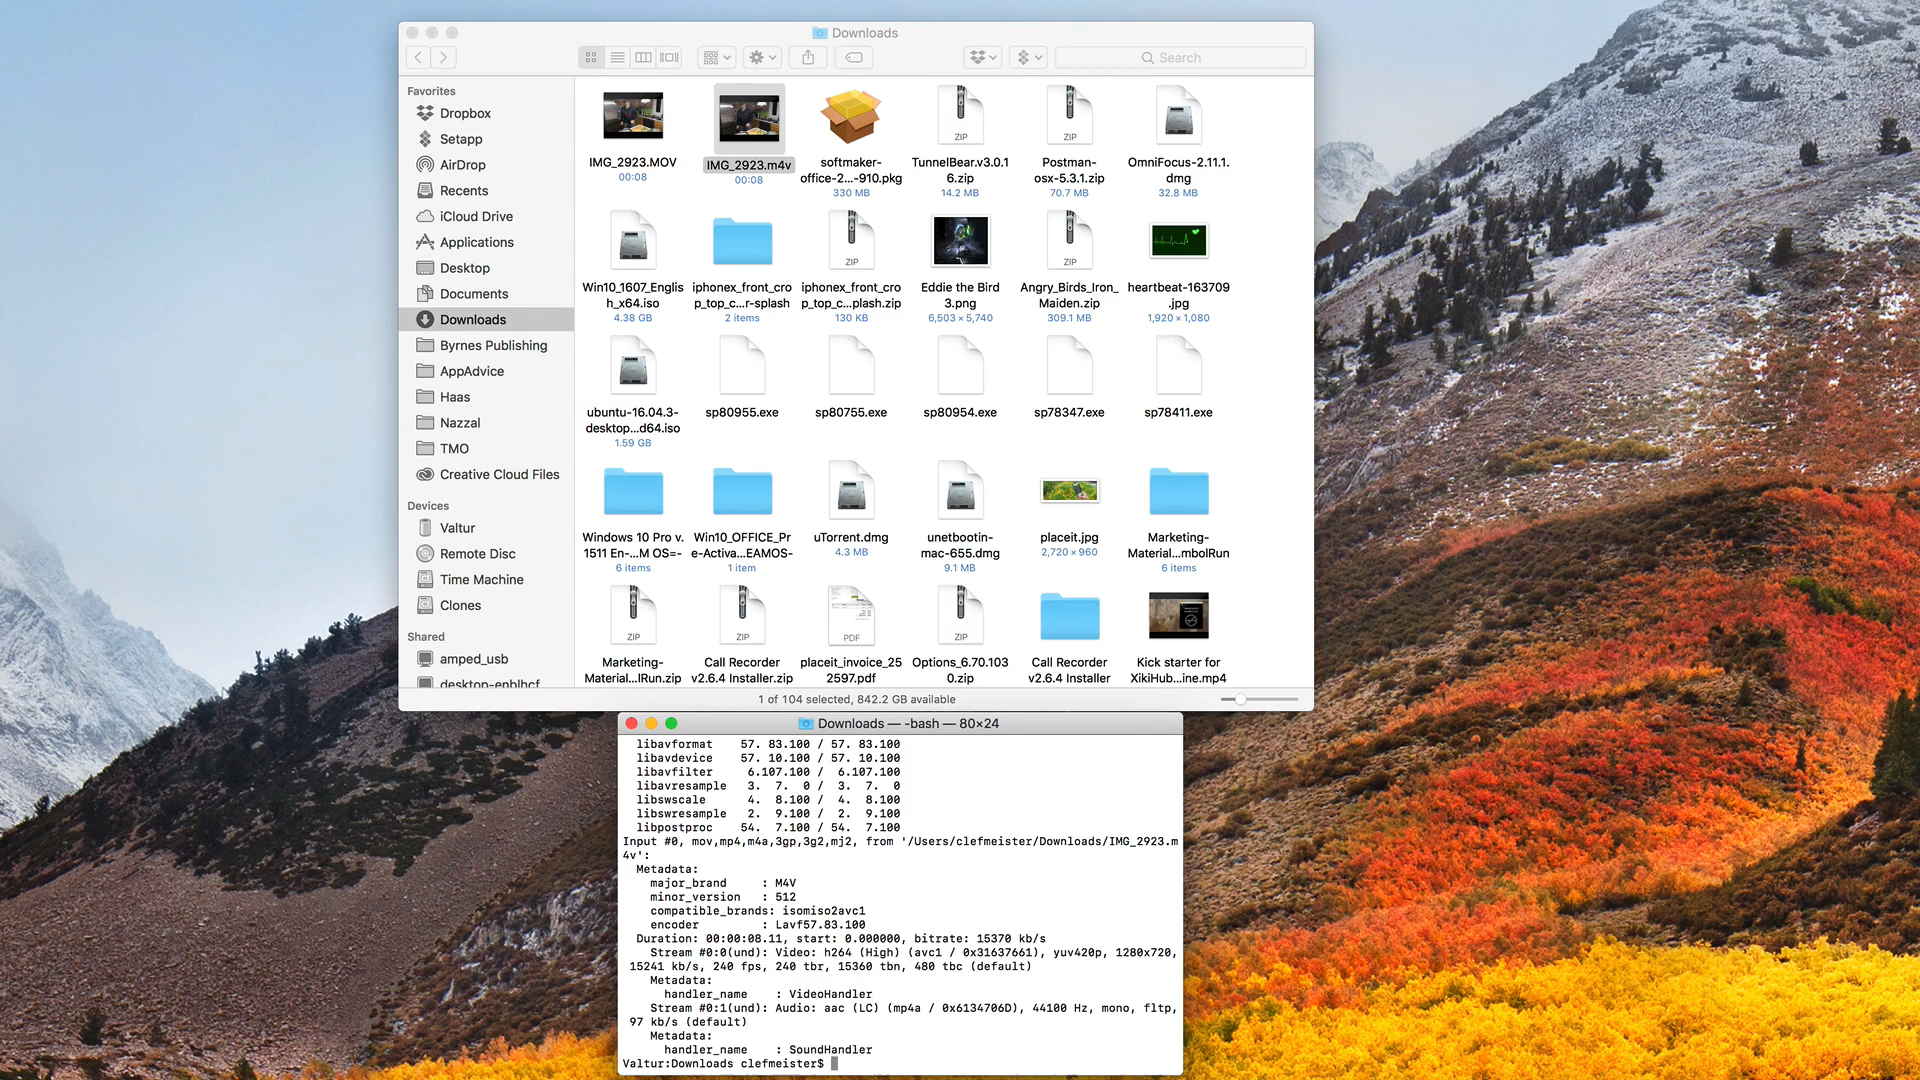 Downloads
Search
Favorites
Dropbox
Setapp
AirDrop
Recents
iCloud Drive
Applications
Desktop
Documents
Downloads
Byrnes Publishing
AppAdvice
Haas
Nazzal
TMO
Creative Cloud Files
Devices
Valtur
Remote Disc
Time Machine
Clones
Shared
amped_usb
desktop-enblhcf
IMG_2923.MOV
00:08
IMG_2923.m4v
00:08
softmaker-
office-2...-910.pkg
330 MB
ZIP
TunnelBear.v3.0.1
6.zip
14.2 MB
ZIP
Postman-
osx-5.3.1.zip
70.7 MB
OmniFocus-2.11.1.
dmg
32.8 MB
Win10_1607_Englis
h_x64.iso
4.38 GB
iphonex_front_cro
p_top_c...r-splash
2 items
ZIP
iphonex_front_cro
p_top_c...plash.zip
130 KB
Eddie the Bird
3.png
6,503 × 5,740
ZIP
Angry_Birds_Iron_
Maiden.zip
309.1 MB
heartbeat-163709
.jpg
1,920 × 1,080
ubuntu-16.04.3-
desktop...d64.iso
1.59 GB
sp80955.exe
sp80755.exe
sp80954.exe
sp78347.exe
sp78411.exe
Windows 10 Pro v.
1511 En-...M OS=-
6 items
Win10_OFFICE_Pr
e-Activa...EAMOS-
1 item
uTorrent.dmg
4.3 MB
unetbootin-
mac-655.dmg
9.1 MB
placeit.jpg
2,720 × 960
Marketing-
Material...mbolRun
6 items
ZIP
Marketing-
Material...lRun.zip
ZIP
Call Recorder
v2.6.4 Installer.zip
PDF
placeit_invoice_25
2597.pdf
ZIP
Options_6.70.103
0.zip
Call Recorder
v2.6.4 Installer
Kick starter for
XikiHub...ine.mp4
1 of 104 selected, 842.2 GB available
Downloads — -bash — 80×24
libavformat    57. 83.100 / 57. 83.100
libavdevice    57. 10.100 / 57. 10.100
libavfilter     6.107.100 /  6.107.100
libavresample   3.  7.  0 /  3.  7.  0
libswscale      4.  8.100 /  4.  8.100
libswresample   2.  9.100 /  2.  9.100
libpostproc    54.  7.100 / 54.  7.100
Input #0, mov,mp4,m4a,3gp,3g2,mj2, from '/Users/clefmeister/Downloads/IMG_2923.m
4v':
Metadata:
major_brand     : M4V
minor_version   : 512
compatible_brands: isomiso2avc1
encoder         : Lavf57.83.100
Duration: 00:00:08.11, start: 0.000000, bitrate: 15370 kb/s
Stream #0:0(und): Video: h264 (High) (avc1 / 0x31637661), yuv420p, 1280x720,
15241 kb/s, 240 fps, 240 tbr, 15360 tbn, 480 tbc (default)
Metadata:
handler_name    : VideoHandler
Stream #0:1(und): Audio: aac (LC) (mp4a / 0x6134706D), 44100 Hz, mono, fltp,
97 kb/s (default)
Metadata:
handler_name    : SoundHandler
Valtur:Downloads clefmeister$